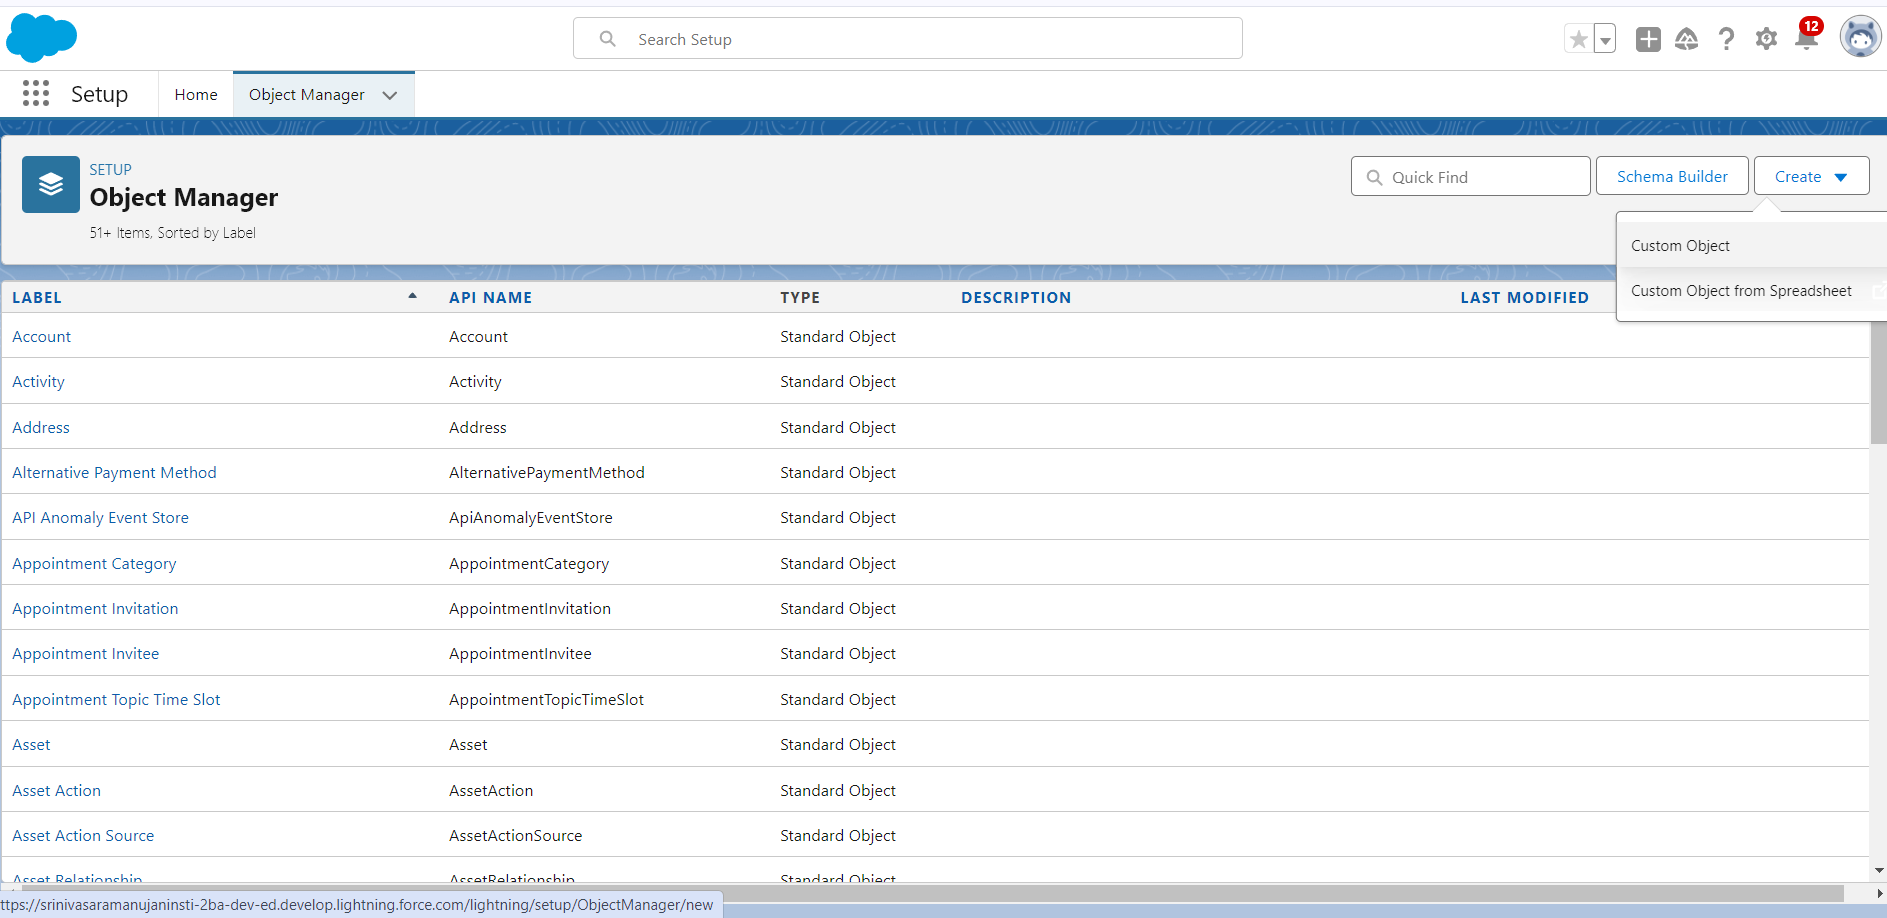 Search Setup
12
Setup
Home
Object Manager
SETUP
Object Manager
51+ Items, Sorted by Label
Quick Find
Schema Builder
Create
Custom Object
Custom Object from Spreadsheet
LABEL API NAME TYPE DESCRIPTION LAST MODIFIED
Account Account Standard Object
Activity Activity Standard Object
Address Address Standard Object
Alternative Payment Method AlternativePaymentMethod Standard Object
API Anomaly Event Store ApiAnomalyEventStore Standard Object
Appointment Category AppointmentCategory Standard Object
Appointment Invitation AppointmentInvitation Standard Object
Appointment Invitee AppointmentInvitee Standard Object
Appointment Topic Time Slot AppointmentTopicTimeSlot Standard Object
Asset Asset Standard Object
Asset Action AssetAction Standard Object
Asset Action Source AssetActionSource Standard Object
Asset Relationship AssetRelationship Standard Object
ttps://srinivasaramanujaninsti-2ba-dev-ed.develop.lightning.force.com/lightning/setup/ObjectManager/new